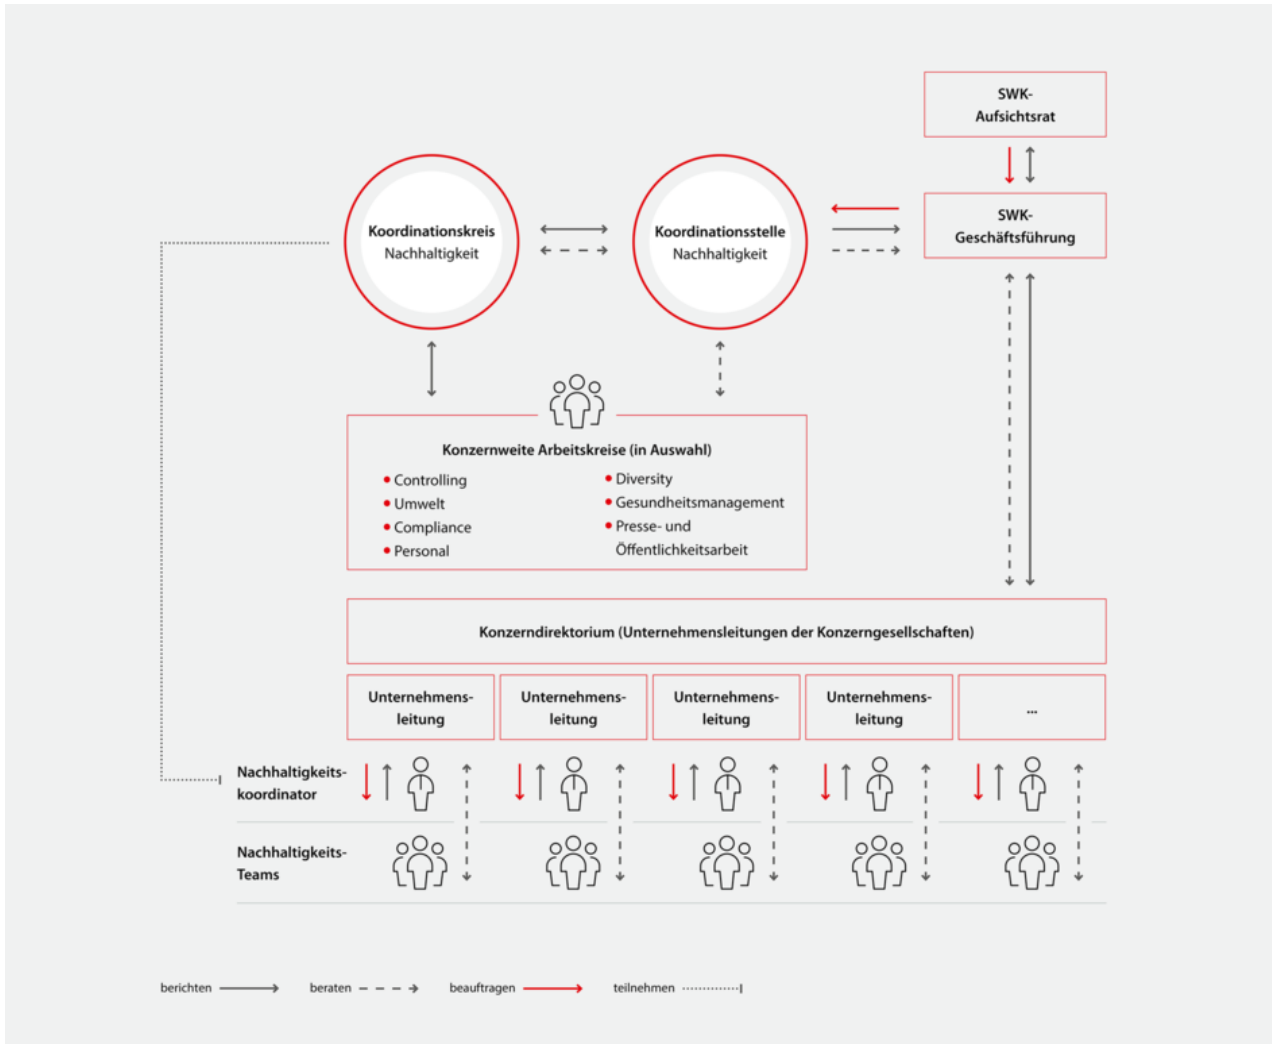 SWK-
Aufsichtsrat
SWK-
Geschäftsführung
Koordinationskreis
Nachhaltigkeit
Koordinationsstelle
Nachhaltigkeit
Konzernweite Arbeitskreise (in Auswahl)
• Controlling
• Umwelt
• Compliance
• Personal
• Diversity
• Gesundheitsmanagement
• Presse- und
Öffentlichkeitsarbeit
Konzerndirektorium (Unternehmensleitungen der Konzerngesellschaften)
Unternehmens-
leitung
Unternehmens-
leitung
Unternehmens-
leitung
Unternehmens-
leitung
...
Nachhaltigkeits-
koordinator
Nachhaltigkeits-
Teams
berichten
beraten
beauftragen
teilnehmen